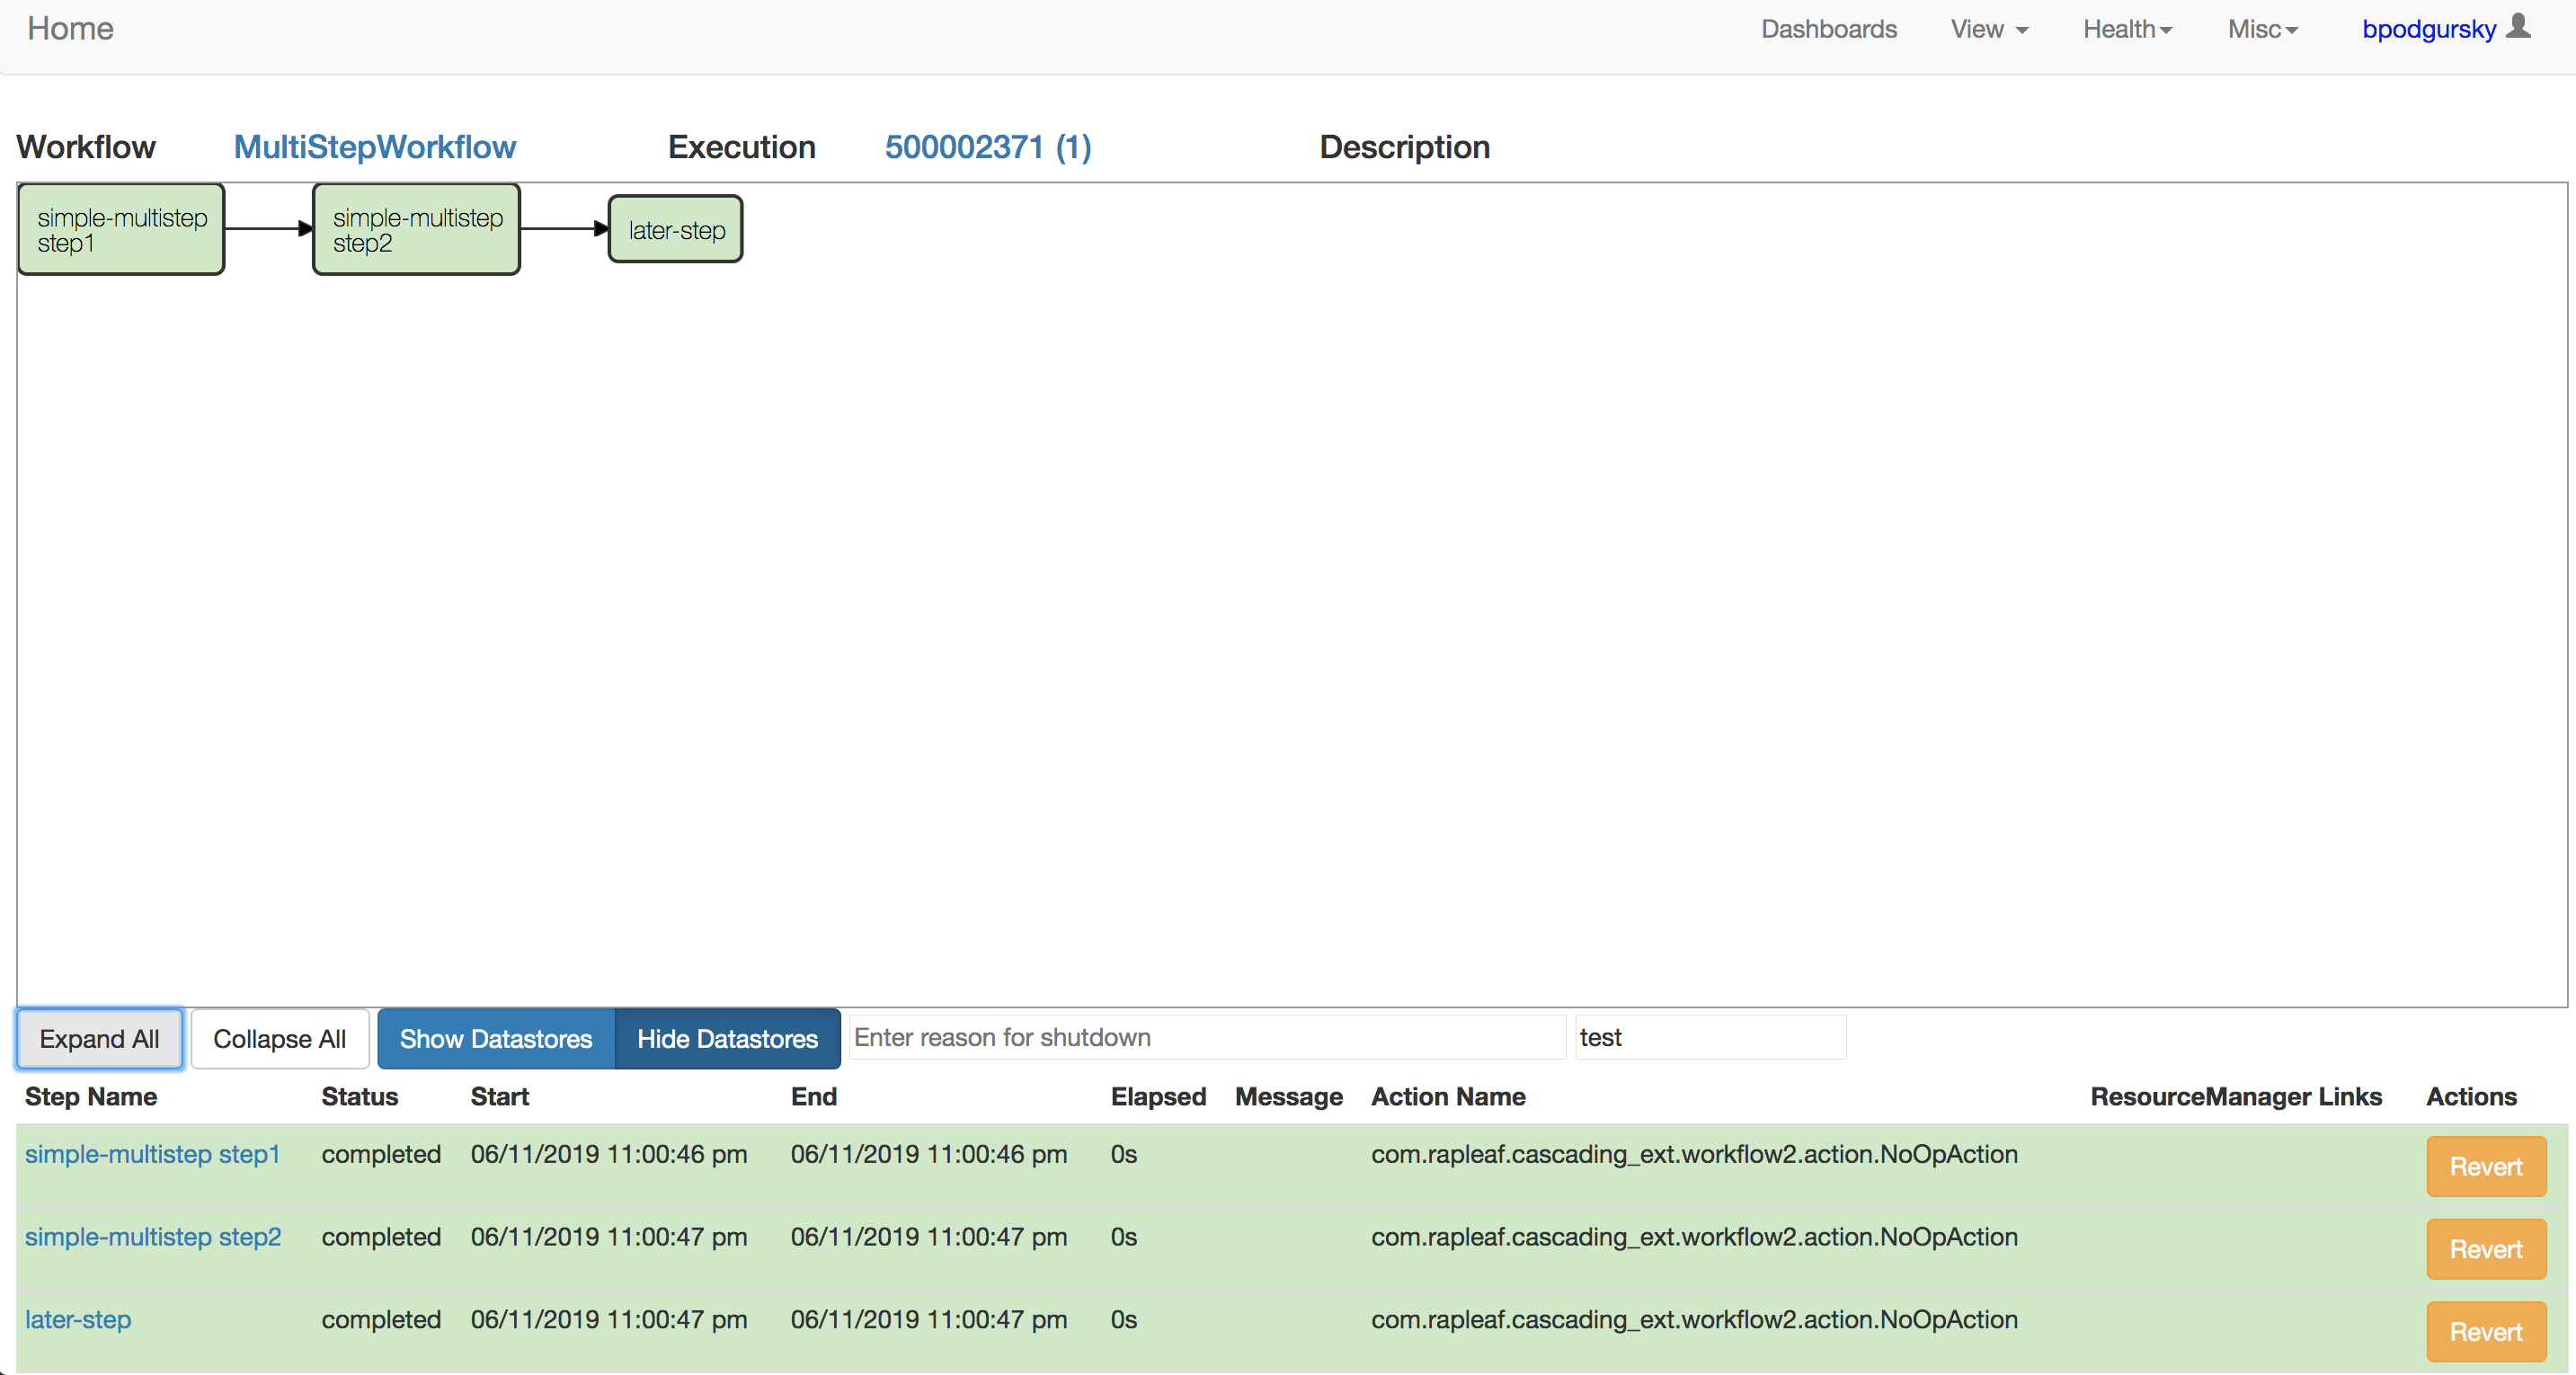 Home Dashboards View Health Misc bpodgursky
Workflow MultiStepWorkflow Execution 500002371 (1) Description
simple-multistep
step1
simple-multistep
step2
later-step
Expand All Collapse All Show Datastores Hide Datastores Enter reason for shutdown test
Step Name Status Start End Elapsed Message Action Name ResourceManager Links Actions
simple-multistep step1 completed 06/11/2019 11:00:46 pm 06/11/2019 11:00:46 pm 0s com.rapleaf.cascading_ext.workflow2.action.NoOpAction Revert
simple-multistep step2 completed 06/11/2019 11:00:47 pm 06/11/2019 11:00:47 pm 0s com.rapleaf.cascading_ext.workflow2.action.NoOpAction Revert
later-step completed 06/11/2019 11:00:47 pm 06/11/2019 11:00:47 pm 0s com.rapleaf.cascading_ext.workflow2.action.NoOpAction Revert